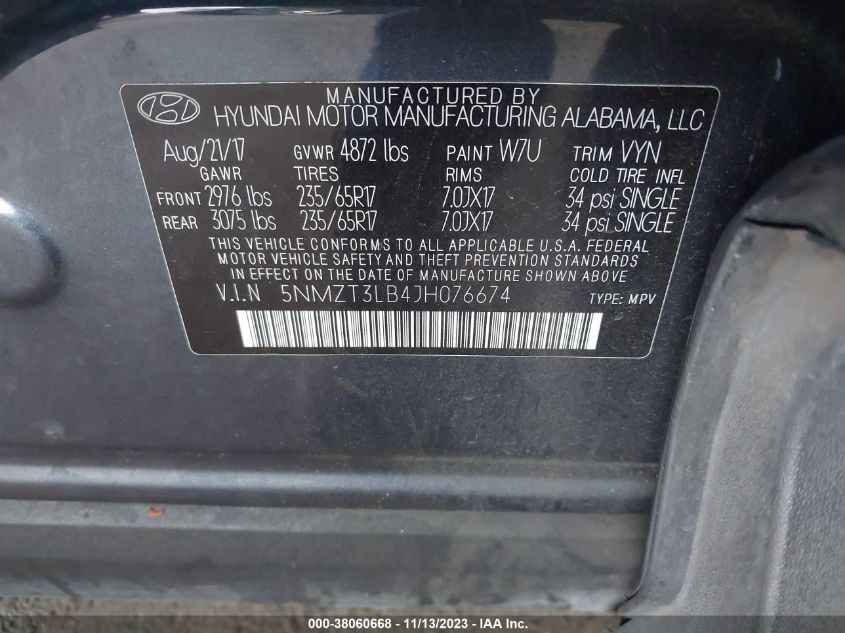 MANUFACTURED BY
HYUNDAI MOTOR MANUFACTURING ALABAMA, LLC
Aug/21/17 GVWR 4872 lbs PAINT W7U TRIM VYN
GAWR TIRES RIMS COLD TIRE INFL
FRONT 2976 lbs 235/65R17 7.0JX17 34 psi SINGLE
REAR 3075 lbs 235/65R17 7.0JX17 34 psi SINGLE
THIS VEHICLE CONFORMS TO ALL APPLICABLE U.S.A. FEDERAL
MOTOR VEHICLE SAFETY AND THEFT PREVENTION STANDARDS
IN EFFECT ON THE DATE OF MANUFACTURE SHOWN ABOVE
V.I.N 5NMZT3LB4JH076674 TYPE: MPV
000-38060668 - 11/13/2023 - IAA Inc.